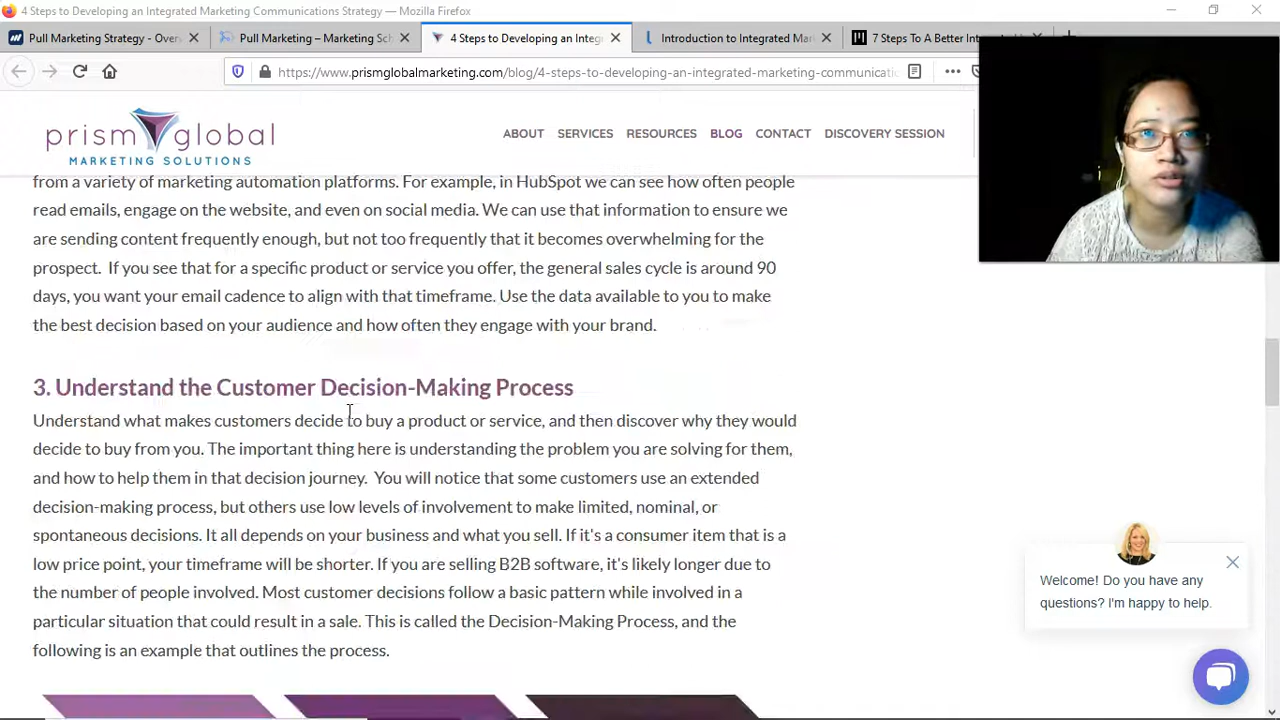 4 Steps to Developing an Integrated Marketing Communications Strategy — Mozilla Firefox
Pull Marketing Strategy - Over
Pull Marketing – Marketing Sch
4 Steps to Developing an Integ
Introduction to Integrated Mar
7 Steps To A Better Integrated
https://www.prismglobalmarketing.com/blog/4-steps-to-developing-an-integrated-marketing-communicati
prism global
MARKETING SOLUTIONS
ABOUT SERVICES RESOURCES BLOG CONTACT DISCOVERY SESSION
from a variety of marketing automation platforms. For example, in HubSpot we can see how often people
read emails, engage on the website, and even on social media. We can use that information to ensure we
are sending content frequently enough, but not too frequently that it becomes overwhelming for the
prospect. If you see that for a specific product or service you offer, the general sales cycle is around 90
days, you want your email cadence to align with that timeframe. Use the data available to you to make
the best decision based on your audience and how often they engage with your brand.
3. Understand the Customer Decision-Making Process
Understand what makes customers decide to buy a product or service, and then discover why they would
decide to buy from you. The important thing here is understanding the problem you are solving for them,
and how to help them in that decision journey. You will notice that some customers use an extended
decision-making process, but others use low levels of involvement to make limited, nominal, or
spontaneous decisions. It all depends on your business and what you sell. If it's a consumer item that is a
low price point, your timeframe will be shorter. If you are selling B2B software, it's likely longer due to
the number of people involved. Most customer decisions follow a basic pattern while involved in a
particular situation that could result in a sale. This is called the Decision-Making Process, and the
following is an example that outlines the process.
Welcome! Do you have any
questions? I'm happy to help.